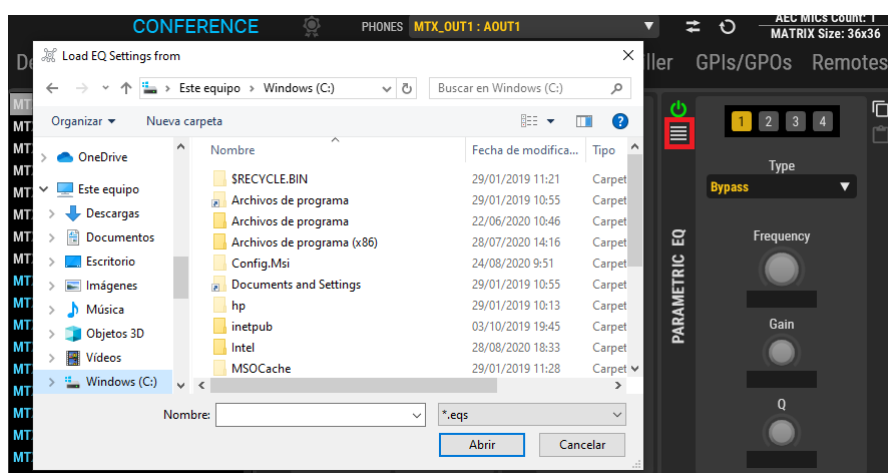 CONFERENCE
PHONES MTX_OUT1 : AOUT1
AEC MICs Count: 1
MATRIX Size: 36x36
GPIs/GPOs Remotes
Load EQ Settings from
Este equipo > Windows (C:)
Buscar en Windows (C:)
Organizar
Nueva carpeta
OneDrive
Este equipo
Descargas
Documentos
Escritorio
Imágenes
Música
Objetos 3D
Vídeos
Windows (C:)
Nombre Fecha de modifica... Tipo
$RECYCLE.BIN 29/01/2019 11:21 Carpet
Archivos de programa 29/01/2019 10:55 Carpet
Archivos de programa 22/06/2020 10:46 Carpet
Archivos de programa (x86) 28/07/2020 14:16 Carpet
Config.Msi 24/08/2020 9:51 Carpet
Documents and Settings 29/01/2019 10:55 Carpet
hp 29/01/2019 10:13 Carpet
inetpub 03/10/2019 19:45 Carpet
Intel 28/08/2020 18:33 Carpet
MSOCache 29/01/2019 11:28 Carpet
Nombre:
*.eqs
Abrir Cancelar
PARAMETRIC EQ
1 2 3 4
Type
Bypass
Frequency
Gain
Q